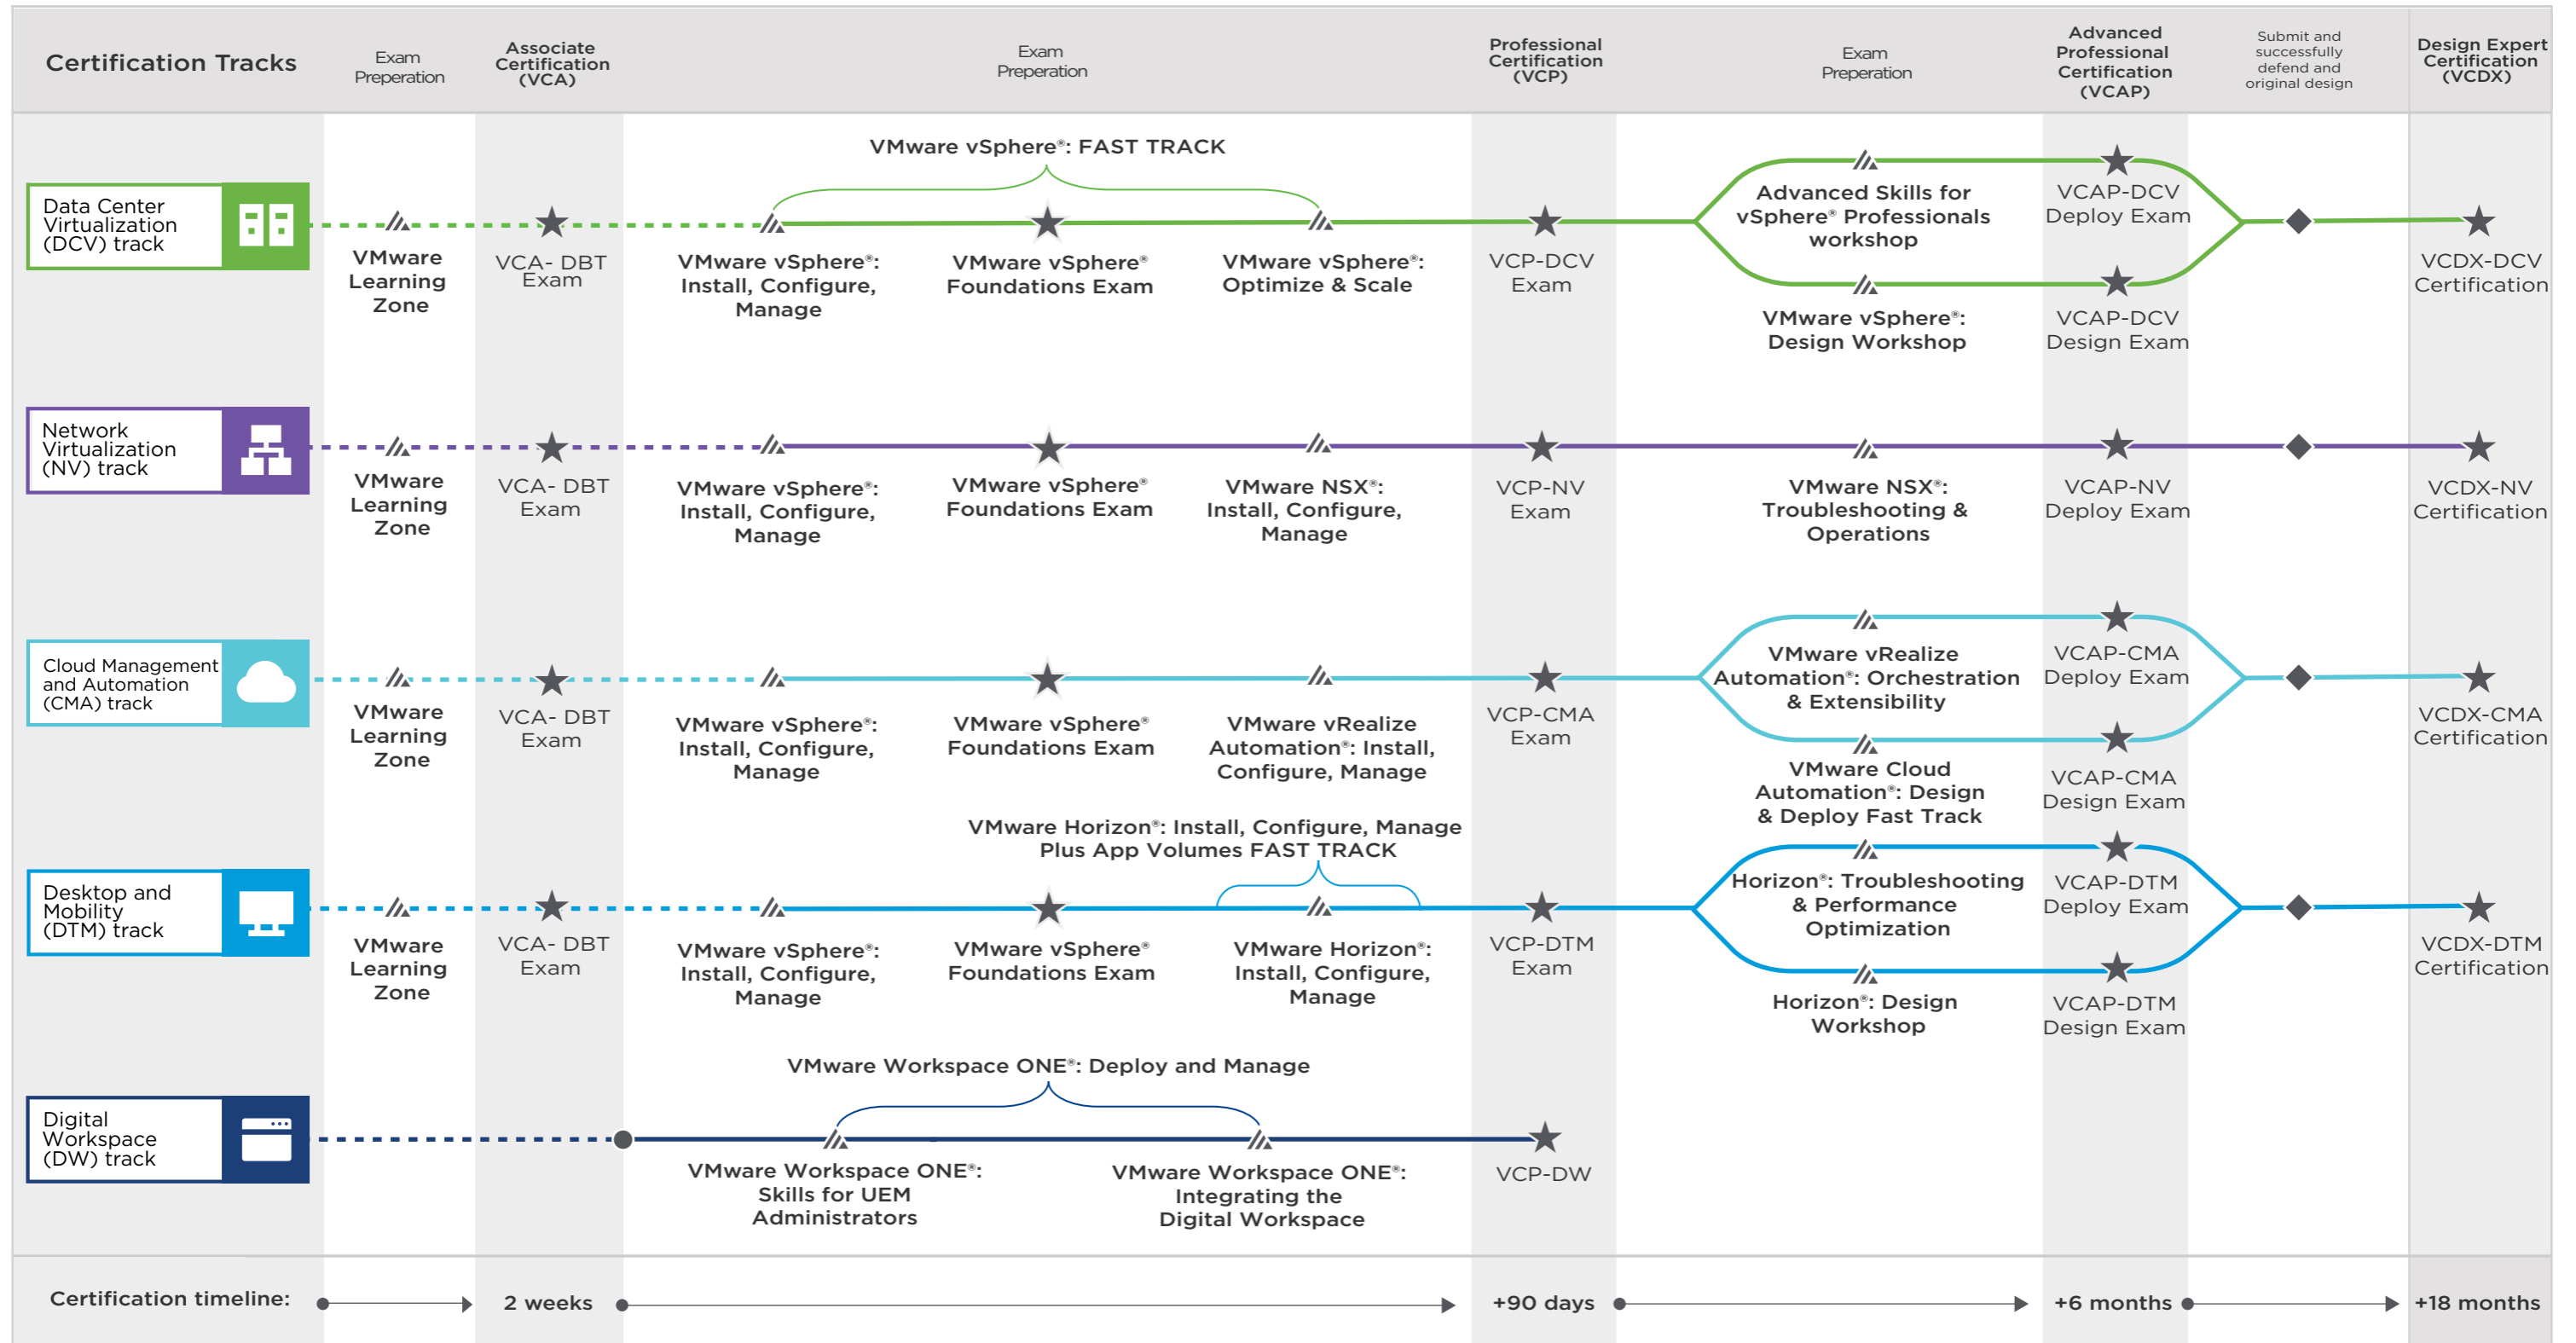 Certification Tracks
Exam
Preperation
Associate
Certification
(VCA)
Exam
Preperation
Professional
Certification
(VCP)
Exam
Preperation
Advanced
Professional
Certification
(VCAP)
Submit and
successfully
defend and
original design
Design Expert
Certification
(VCDX)
Data Center
Virtualization
(DCV) track
VMware
Learning
Zone
VCA- DBT
Exam
VMware vSphere®: FAST TRACK
VMware vSphere®:
Install, Configure,
Manage
VMware vSphere®
Foundations Exam
VMware vSphere®:
Optimize & Scale
VCP-DCV
Exam
Advanced Skills for
vSphere® Professionals
workshop
VMware vSphere®:
Design Workshop
VCAP-DCV
Deploy Exam
VCAP-DCV
Design Exam
VCDX-DCV
Certification
Network
Virtualization
(NV) track
VMware
Learning
Zone
VCA- DBT
Exam
VMware vSphere®:
Install, Configure,
Manage
VMware vSphere®
Foundations Exam
VMware NSX®:
Install, Configure,
Manage
VCP-NV
Exam
VMware NSX®:
Troubleshooting &
Operations
VCAP-NV
Deploy Exam
VCDX-NV
Certification
Cloud Management
and Automation
(CMA) track
VMware
Learning
Zone
VCA- DBT
Exam
VMware vSphere®:
Install, Configure,
Manage
VMware vSphere®
Foundations Exam
VMware vRealize
Automation®: Install,
Configure, Manage
VCP-CMA
Exam
VMware vRealize
Automation®: Orchestration
& Extensibility
VMware Cloud
Automation®: Design
& Deploy Fast Track
VCAP-CMA
Deploy Exam
VCAP-CMA
Design Exam
VCDX-CMA
Certification
Desktop and
Mobility
(DTM) track
VMware
Learning
Zone
VCA- DBT
Exam
VMware vSphere®:
Install, Configure,
Manage
VMware vSphere®
Foundations Exam
VMware Horizon®: Install, Configure, Manage
Plus App Volumes FAST TRACK
VMware Horizon®:
Install, Configure,
Manage
VCP-DTM
Exam
Horizon®: Troubleshooting
& Performance
Optimization
Horizon®: Design
Workshop
VCAP-DTM
Deploy Exam
VCAP-DTM
Design Exam
VCDX-DTM
Certification
Digital
Workspace
(DW) track
VMware Workspace ONE®: Deploy and Manage
VMware Workspace ONE®:
Skills for UEM
Administrators
VMware Workspace ONE®:
Integrating the
Digital Workspace
VCP-DW
Certification timeline:
2 weeks
+90 days
+6 months
+18 months